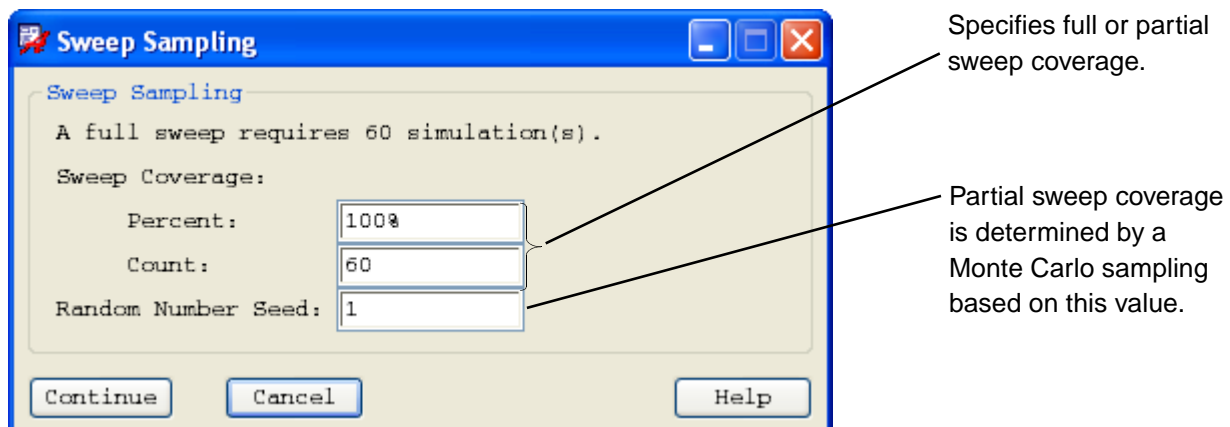 Sweep Sampling
Specifies full or partial
sweep coverage.
Sweep Sampling
A full sweep requires 60 simulation(s).
Sweep Coverage:
Percent: 100%
Count: 60
Random Number Seed: 1
Partial sweep coverage
is determined by a
Monte Carlo sampling
based on this value.
Continue Cancel Help